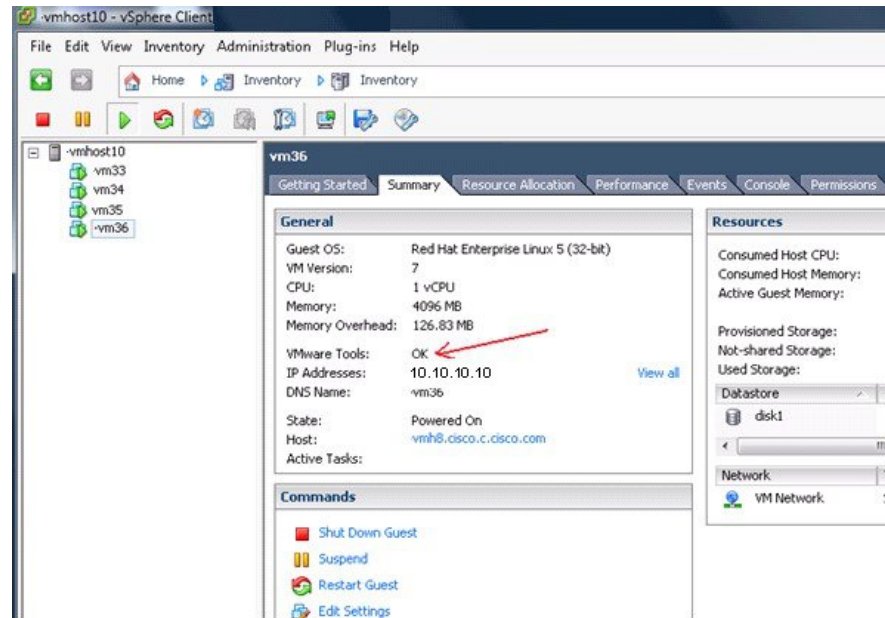 -vmhost10 - vSphere Client
File Edit View Inventory Administration Plug-ins Help
Home Inventory Inventory
-vmhost10
-vm33
-vm34
vm35
-vm36
vm36
Getting Started Summary Resource Allocation Performance Events Console Permissions
General
Guest OS: Red Hat Enterprise Linux 5 (32-bit)
VM Version: 7
CPU: 1 vCPU
Memory: 4096 MB
Memory Overhead: 126.83 MB
VMware Tools: OK
IP Addresses: 10.10.10.10 View all
DNS Name: -vm36
State: Powered On
Host: vmh8.cisco.c.cisco.com
Active Tasks:
Commands
Shut Down Guest
Suspend
Restart Guest
Edit Settings
Resources
Consumed Host CPU:
Consumed Host Memory:
Active Guest Memory:
Provisioned Storage:
Not-shared Storage:
Used Storage:
Datastore
disk1
Network
VM Network